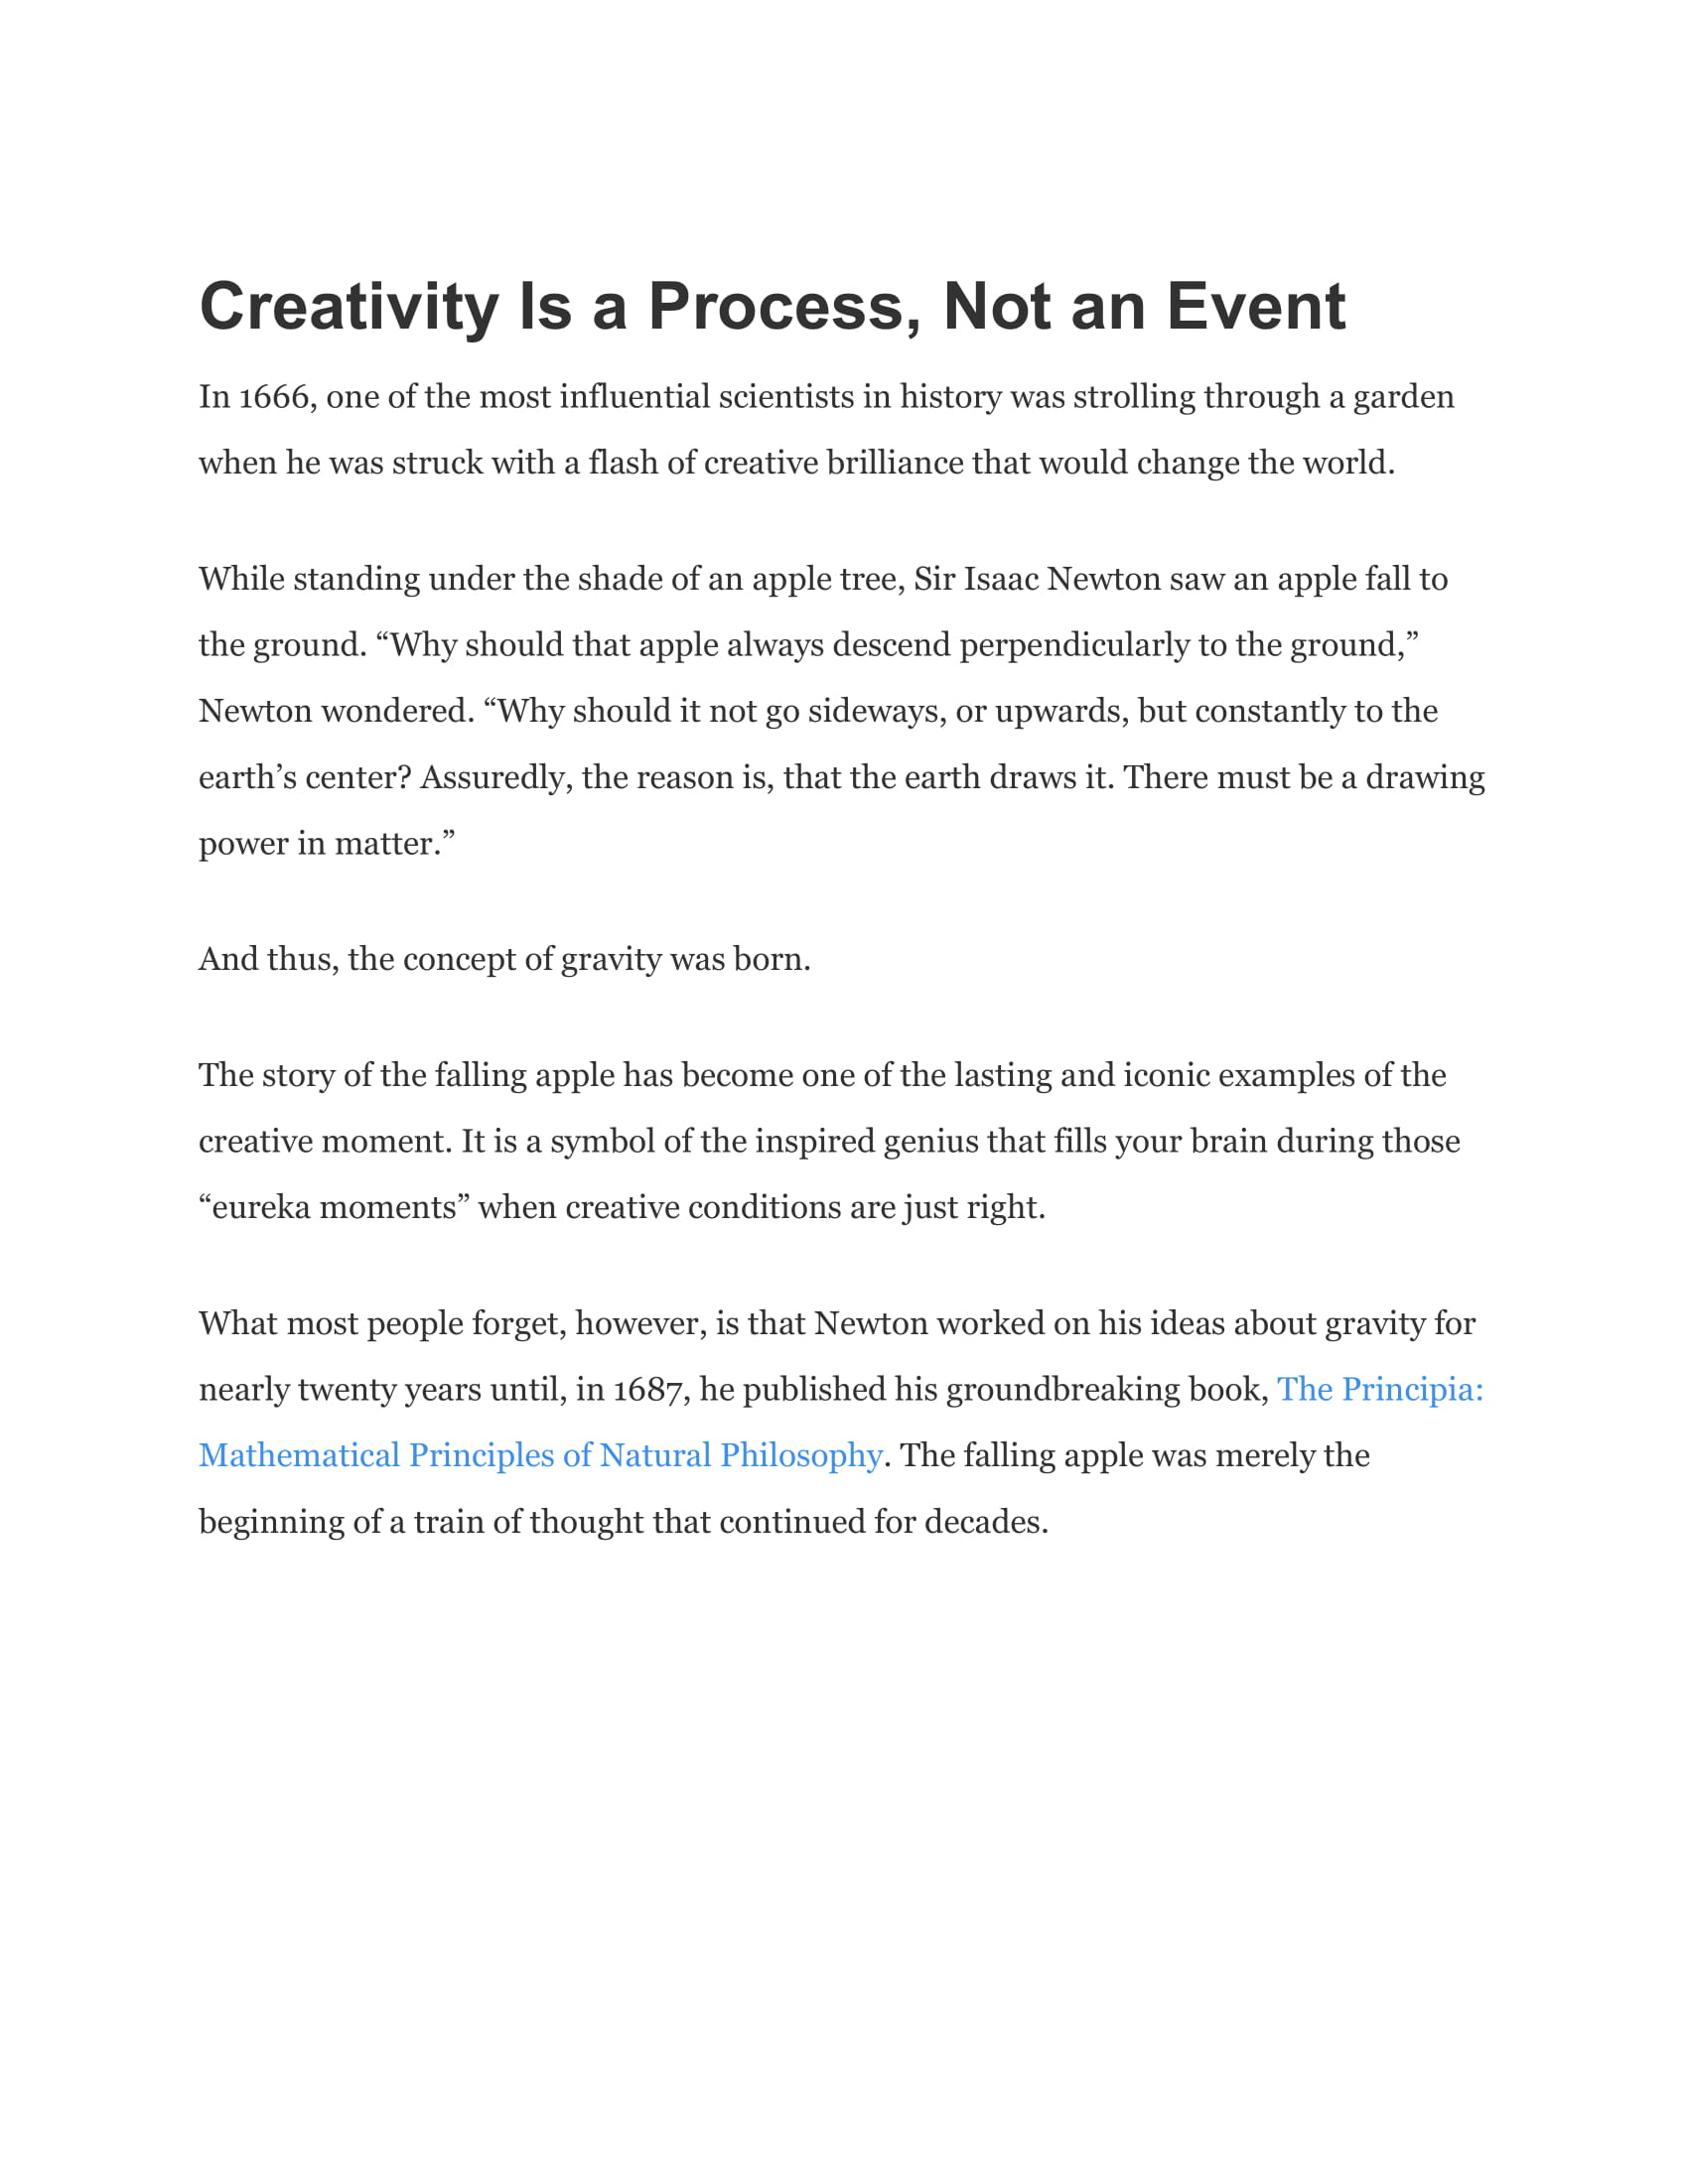 Creativity Is a Process, Not an Event
In 1666, one of the most influential scientists in history was strolling through a garden
when he was struck with a flash of creative brilliance that would change the world.
While standing under the shade of an apple tree, Sir Isaac Newton saw an apple fall to
the ground. “Why should that apple always descend perpendicularly to the ground,”
Newton wondered. “Why should it not go sideways, or upwards, but constantly to the
earth’s center? Assuredly, the reason is, that the earth draws it. There must be a drawing
power in matter.”
And thus, the concept of gravity was born.
The story of the falling apple has become one of the lasting and iconic examples of the
creative moment. It is a symbol of the inspired genius that fills your brain during those
“eureka moments” when creative conditions are just right.
What most people forget, however, is that Newton worked on his ideas about gravity for
nearly twenty years until, in 1687, he published his groundbreaking book, The Principia:
Mathematical Principles of Natural Philosophy. The falling apple was merely the
beginning of a train of thought that continued for decades.